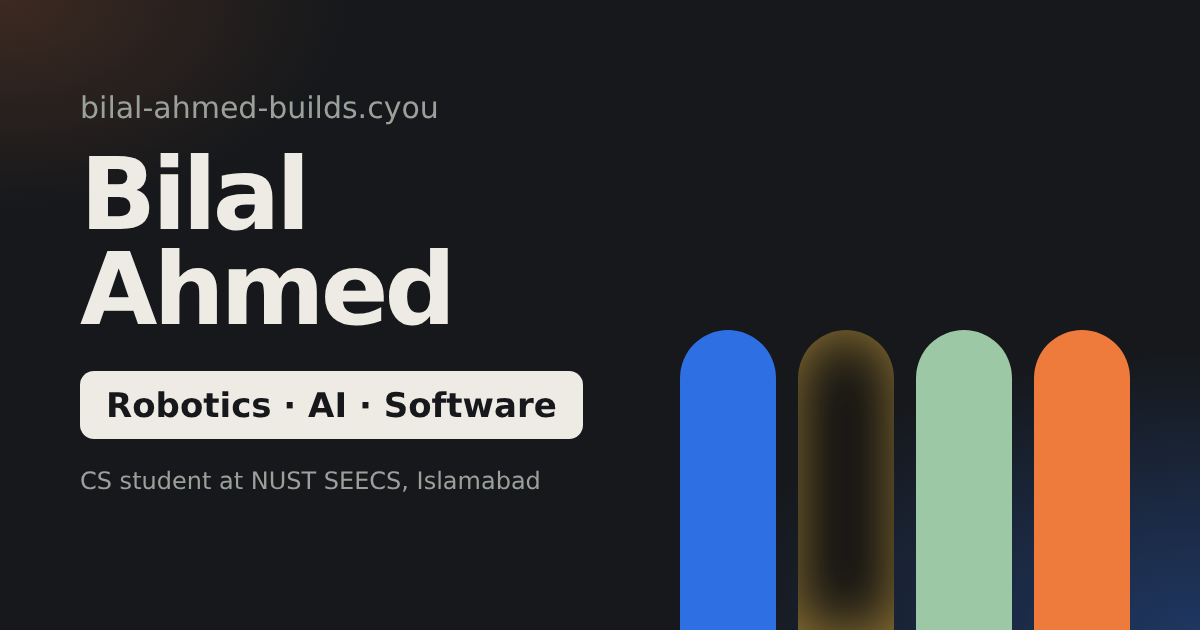 bilal-ahmed-builds.cyou
Bilal
Ahmed
Robotics · AI · Software
CS student at NUST SEECS, Islamabad